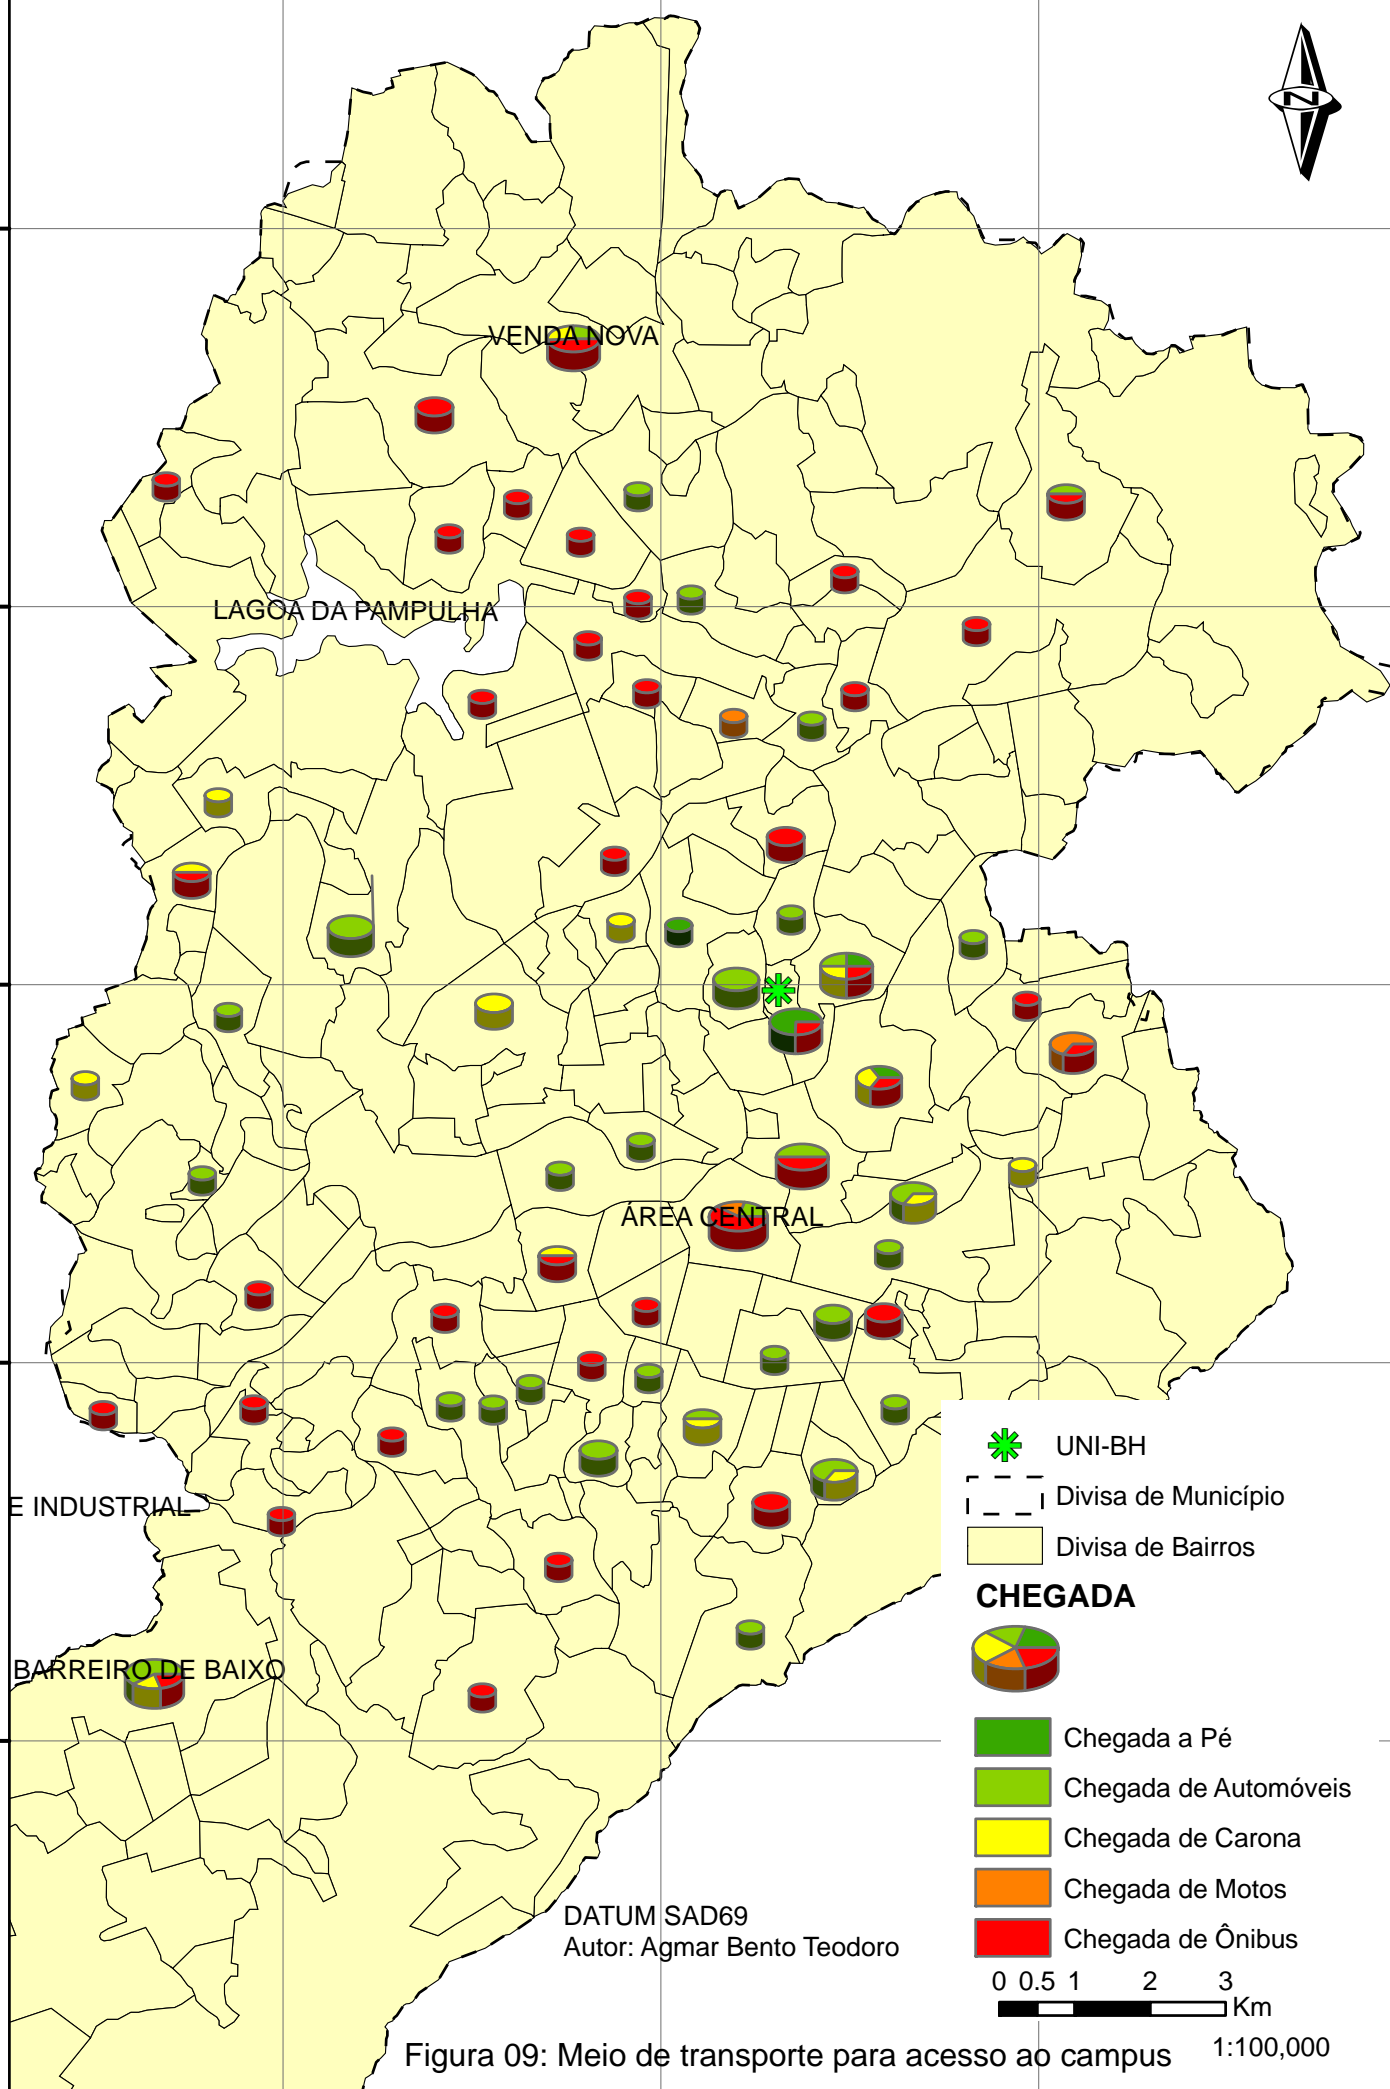 N
VENDA NOVA
LAGOA DA PAMPULHA
ÁREA CENTRAL
E INDUSTRIAL
BARREIRO DE BAIXO
UNI-BH
Divisa de Município
Divisa de Bairros
CHEGADA
Chegada a Pé
Chegada de Automóveis
Chegada de Carona
Chegada de Motos
Chegada de Ônibus
0 0.5 1 2 3
Km
1:100,000
DATUM SAD69
Autor: Agmar Bento Teodoro
Figura 09: Meio de transporte para acesso ao campus